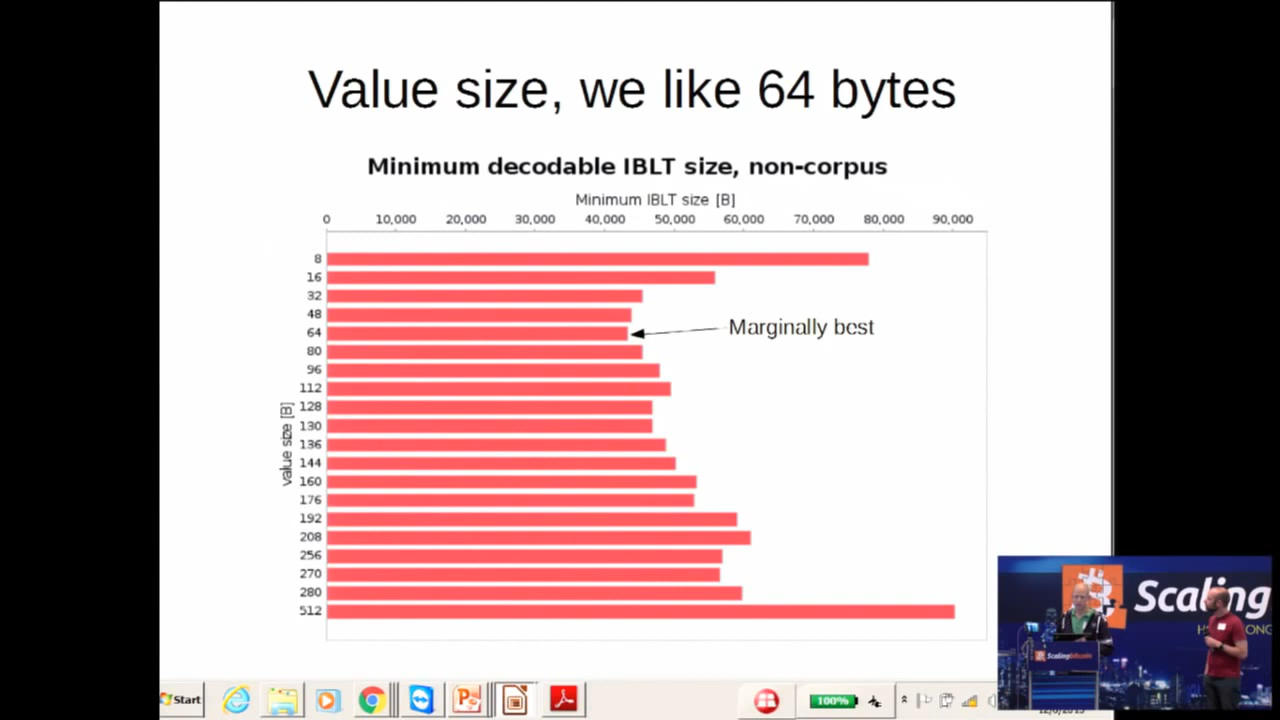 Value size, we like 64 bytes
Minimum decodable IBLT size, non-corpus
Minimum IBLT size [B]
0 10,000 20,000 30,000 40,000 50,000 60,000 70,000 80,000 90,000
value size [B]
8
16
32
48
64
Marginally best
80
96
112
128
130
136
144
160
176
192
208
256
270
280
512
Scaling
Scalingbitcoin
Start
100%